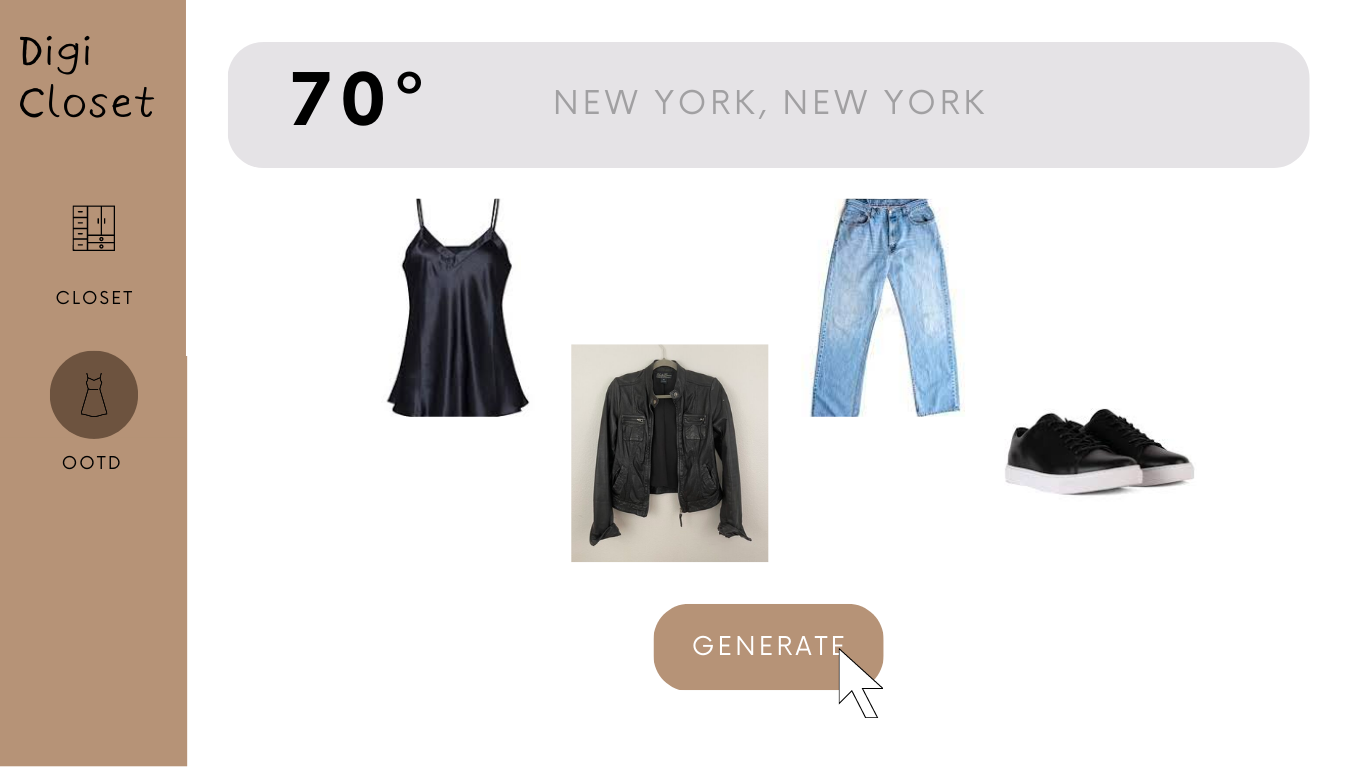 Digi
Closet
70°
NEW YORK, NEW YORK
CLOSET
OOTD
GENERATE